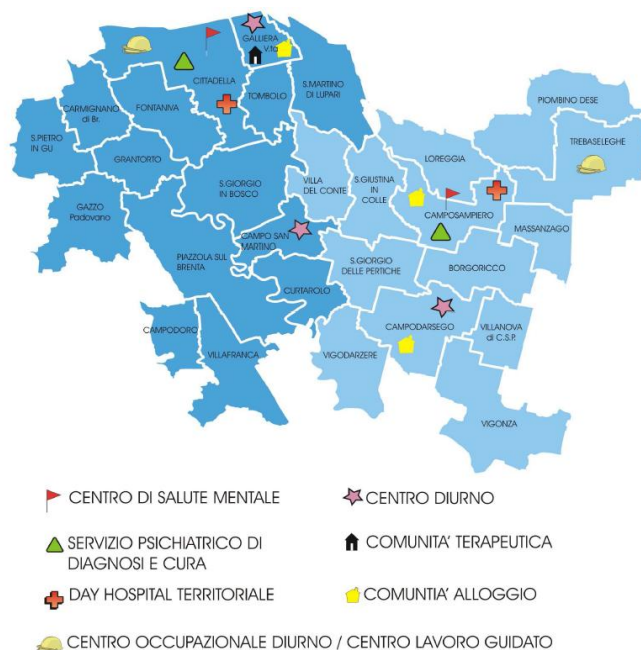 GALLIERA
V.ta
CITTADELLA
TOMBOLO
S.MARTINO
DI LUPARI
CARMIGNANO
di Br.
FONTANIVA
S.PIETRO
IN GU
GRANTORTO
GAZZO
Padovano
S.GIORGIO
IN BOSCO
VILLA
DEL CONTE
S.GIUSTINA
IN
COLLE
LOREGGIA
PIOMBINO DESE
TREBASELEGHE
CAMPOSAMPIERO
MASSANZAGO
CAMPO SAN
MARTINO
PIAZZOLA SUL
BRENTA
S.GIORGIO
DELLE PERTICHE
BORGORICCO
CURTAROLO
CAMPODORO
VILLAFRANCA
VIGODARZERE
CAMPODARSEGO
VILLANOVA
di C.S.P.
VIGONZA
CENTRO DI SALUTE MENTALE
CENTRO DIURNO
SERVIZIO PSICHIATRICO DI
DIAGNOSI E CURA
COMUNITA' TERAPEUTICA
DAY HOSPITAL TERRITORIALE
COMUNTIA' ALLOGGIO
CENTRO OCCUPAZIONALE DIURNO / CENTRO LAVORO GUIDATO